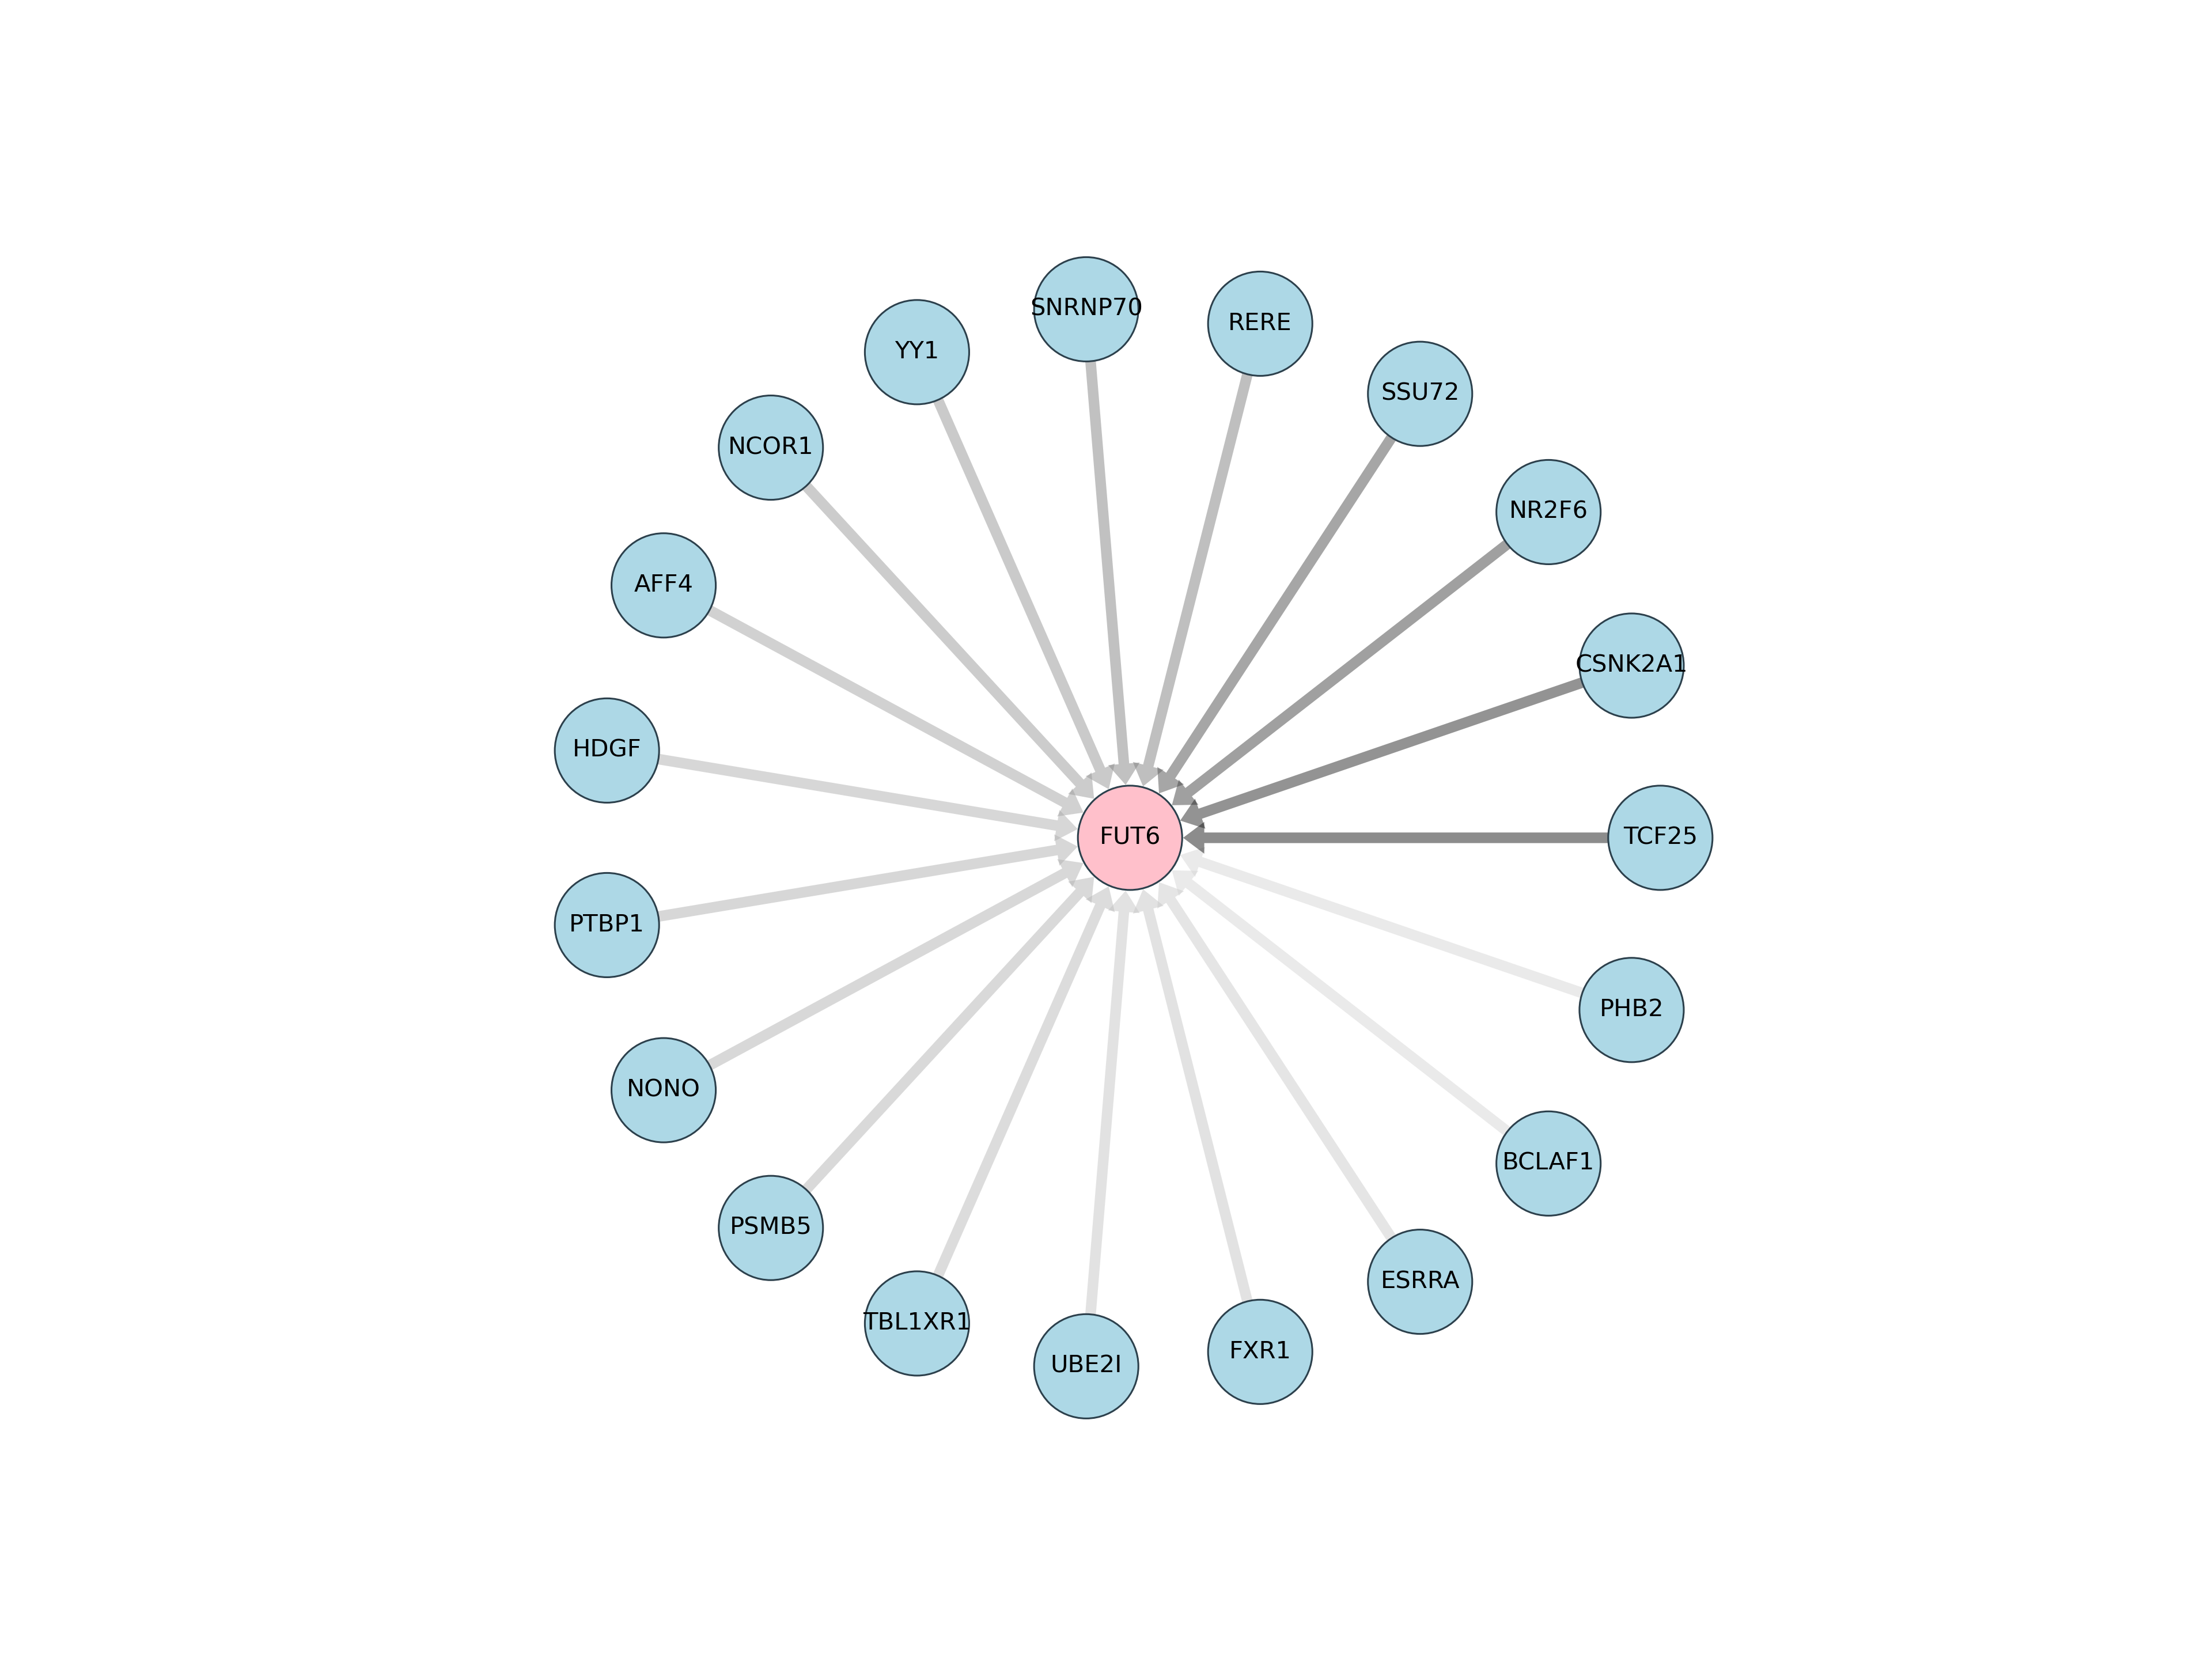 SNRNP70
RERE
YY1
SSU72
NCOR1
NR2F6
AFF4
CSNK2A1
HDGF
FUT6
TCF25
PTBP1
PHB2
NONO
BCLAF1
PSMB5
ESRRA
TBL1XR1
FXR1
UBE2I